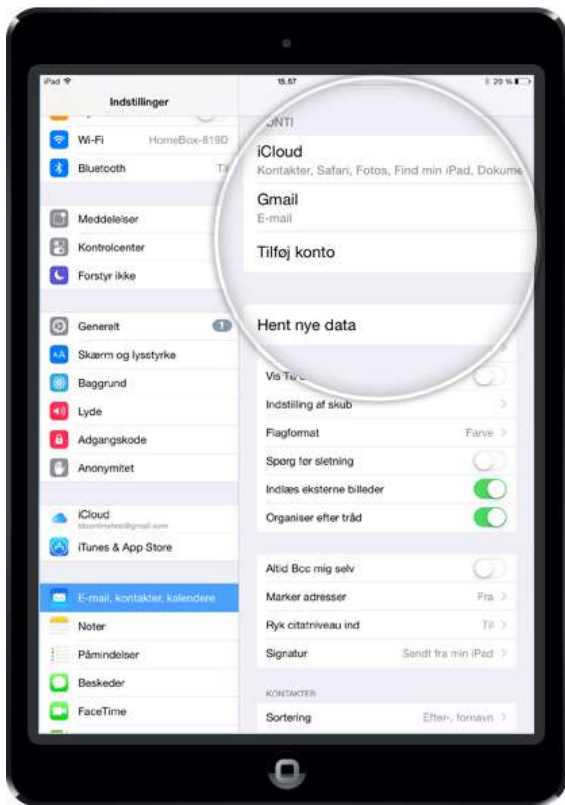 iPad
15.57
20 %
Indstillinger
Wi-Fi
HomeBox-819D
Bluetooth
Meddelelser
Kontrolcenter
Forstyr ikke
Generelt
1
Skærm og lysstyrke
Baggrund
Lyde
Adgangskode
Anonymitet
iCloud
iTunes & App Store
E-mail, kontakter, kalendere
Noter
Påmindelser
Beskeder
FaceTime
iCloud
Kontakter, Safari, Fotos, Find min iPad, Dokume
Gmail
E-mail
Tilføj konto
Hent nye data
Indstilling af skub
Flagformat Farve
Spørg før sletning
Indlæs eksterne billeder
Organiser efter tråd
Altid Bcc mig selv
Marker adresser Fra
Ryk citatniveau ind Til
Signatur Sendt fra min iPad
KONTAKTER
Sortering Efter-, fornavn